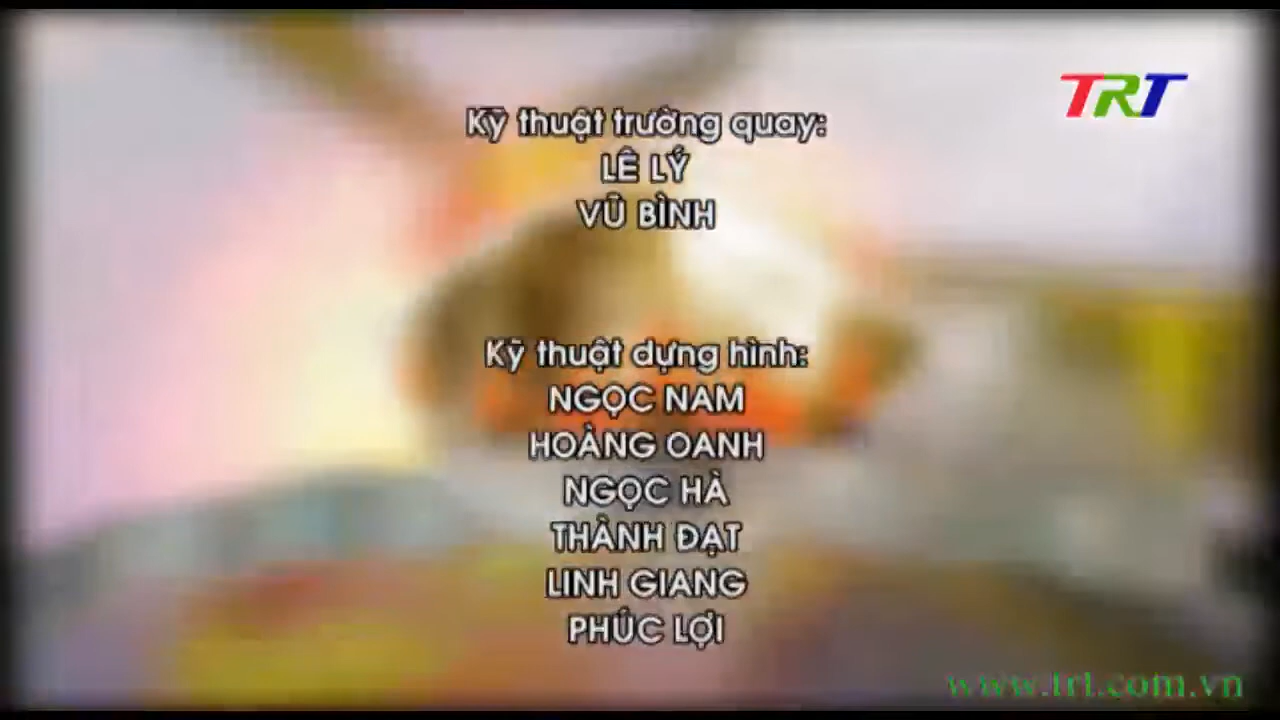 TRT
Kỹ thuật trường quay:
LÊ LÝ
VŨ BÌNH
Kỹ thuật dựng hình:
NGỌC NAM
HOÀNG OANH
NGỌC HÀ
THÀNH ĐẠT
LINH GIANG
PHÚC LỢI
www.trt.com.vn